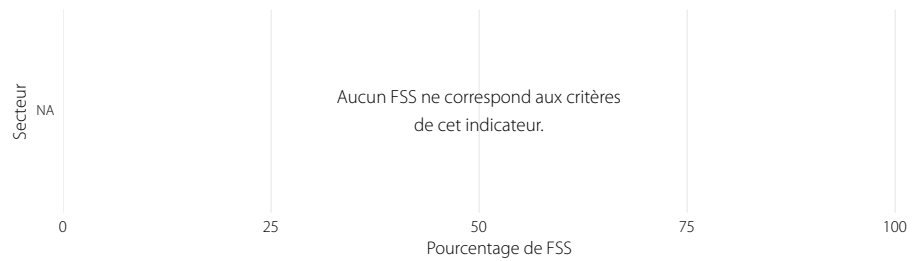 Secteur
NA
Aucun FSS ne correspond aux critères
de cet indicateur.
0 25 50 75 100
Pourcentage de FSS